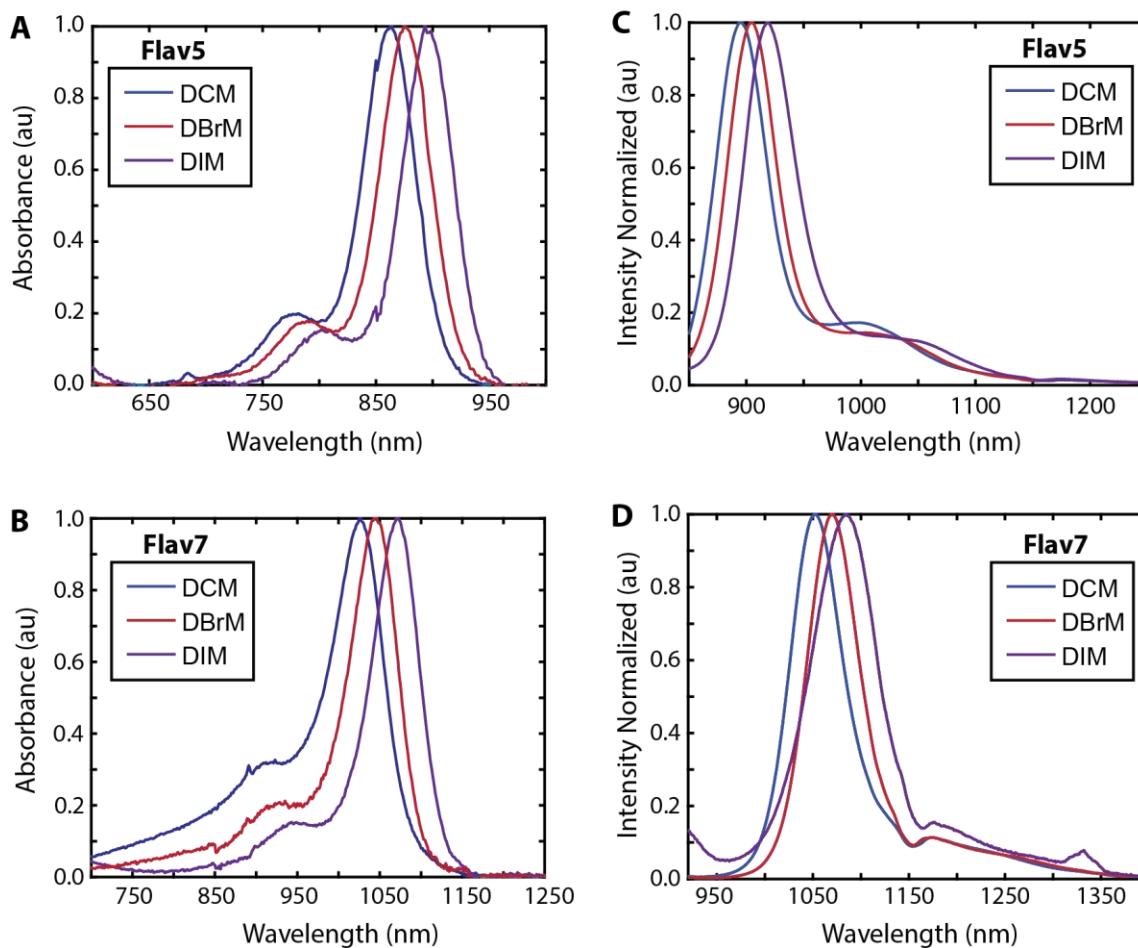 A
Flav5
DCM
DBrM
DIM
Absorbance (au)
1.0
0.8
0.6
0.4
0.2
0.0
650 750 850 950
Wavelength (nm)
C
Flav5
DCM
DBrM
DIM
Intensity Normalized (au)
1.0
0.8
0.6
0.4
0.2
0.0
900 1000 1100 1200
Wavelength (nm)
B
Flav7
DCM
DBrM
DIM
Absorbance (au)
1.0
0.8
0.6
0.4
0.2
0.0
750 850 950 1050 1150 1250
Wavelength (nm)
D
Flav7
DCM
DBrM
DIM
Intensity Normalized (au)
1.0
0.8
0.6
0.4
0.2
0.0
950 1050 1150 1250 1350
Wavelength (nm)